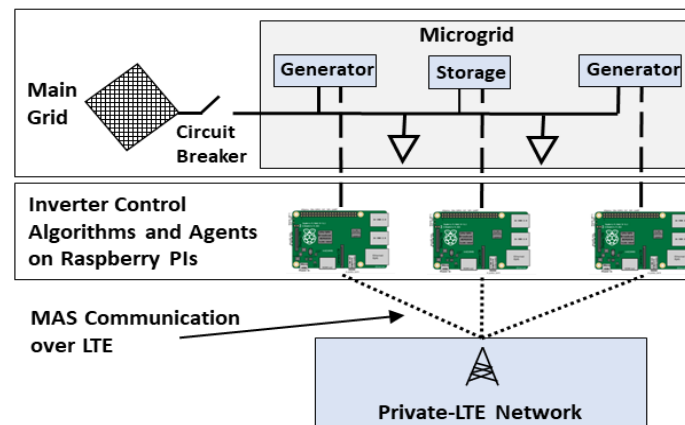 Microgrid
Main
Grid
Generator
Storage
Generator
Circuit
Breaker
Inverter Control
Algorithms and Agents
on Raspberry PIs
MAS Communication
over LTE
Private-LTE Network